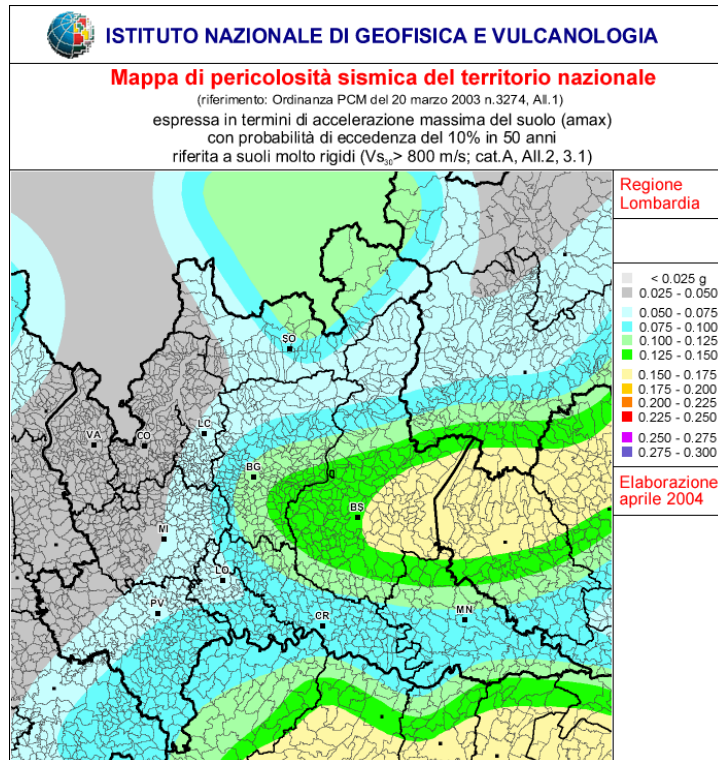 ISTITUTO NAZIONALE DI GEOFISICA E VULCANOLOGIA
Mappa di pericolosità sismica del territorio nazionale
(riferimento: Ordinanza PCM del 20 marzo 2003 n.3274, All.1)
espressa in termini di accelerazione massima del suolo (amax)
con probabilità di eccedenza del 10% in 50 anni
riferita a suoli molto rigidi (Vs₃₀> 800 m/s; cat.A, All.2, 3.1)
Regione
Lombardia
< 0.025 g
0.025 - 0.050
0.050 - 0.075
0.075 - 0.100
0.100 - 0.125
0.125 - 0.150
0.150 - 0.175
0.175 - 0.200
0.200 - 0.225
0.225 - 0.250
0.250 - 0.275
0.275 - 0.300
Elaborazione
aprile 2004
SO
LC
VA
CO
BG
BS
MI
LO
PV
CR
MN